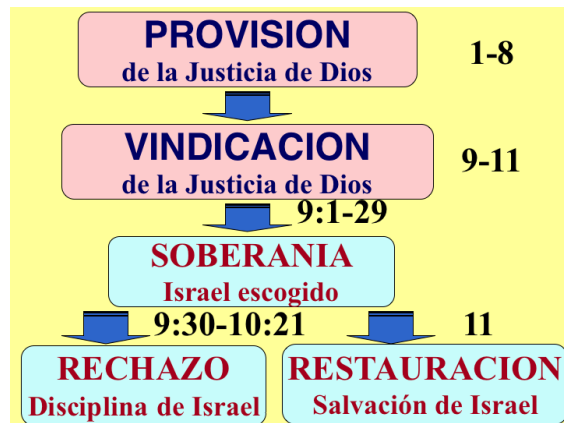 PROVISION
de la Justicia de Dios
1-8
VINDICACION
de la Justicia de Dios
9-11
9:1-29
SOBERANIA
Israel escogido
9:30-10:21
11
RECHAZO
Disciplina de Israel
RESTAURACION
Salvación de Israel